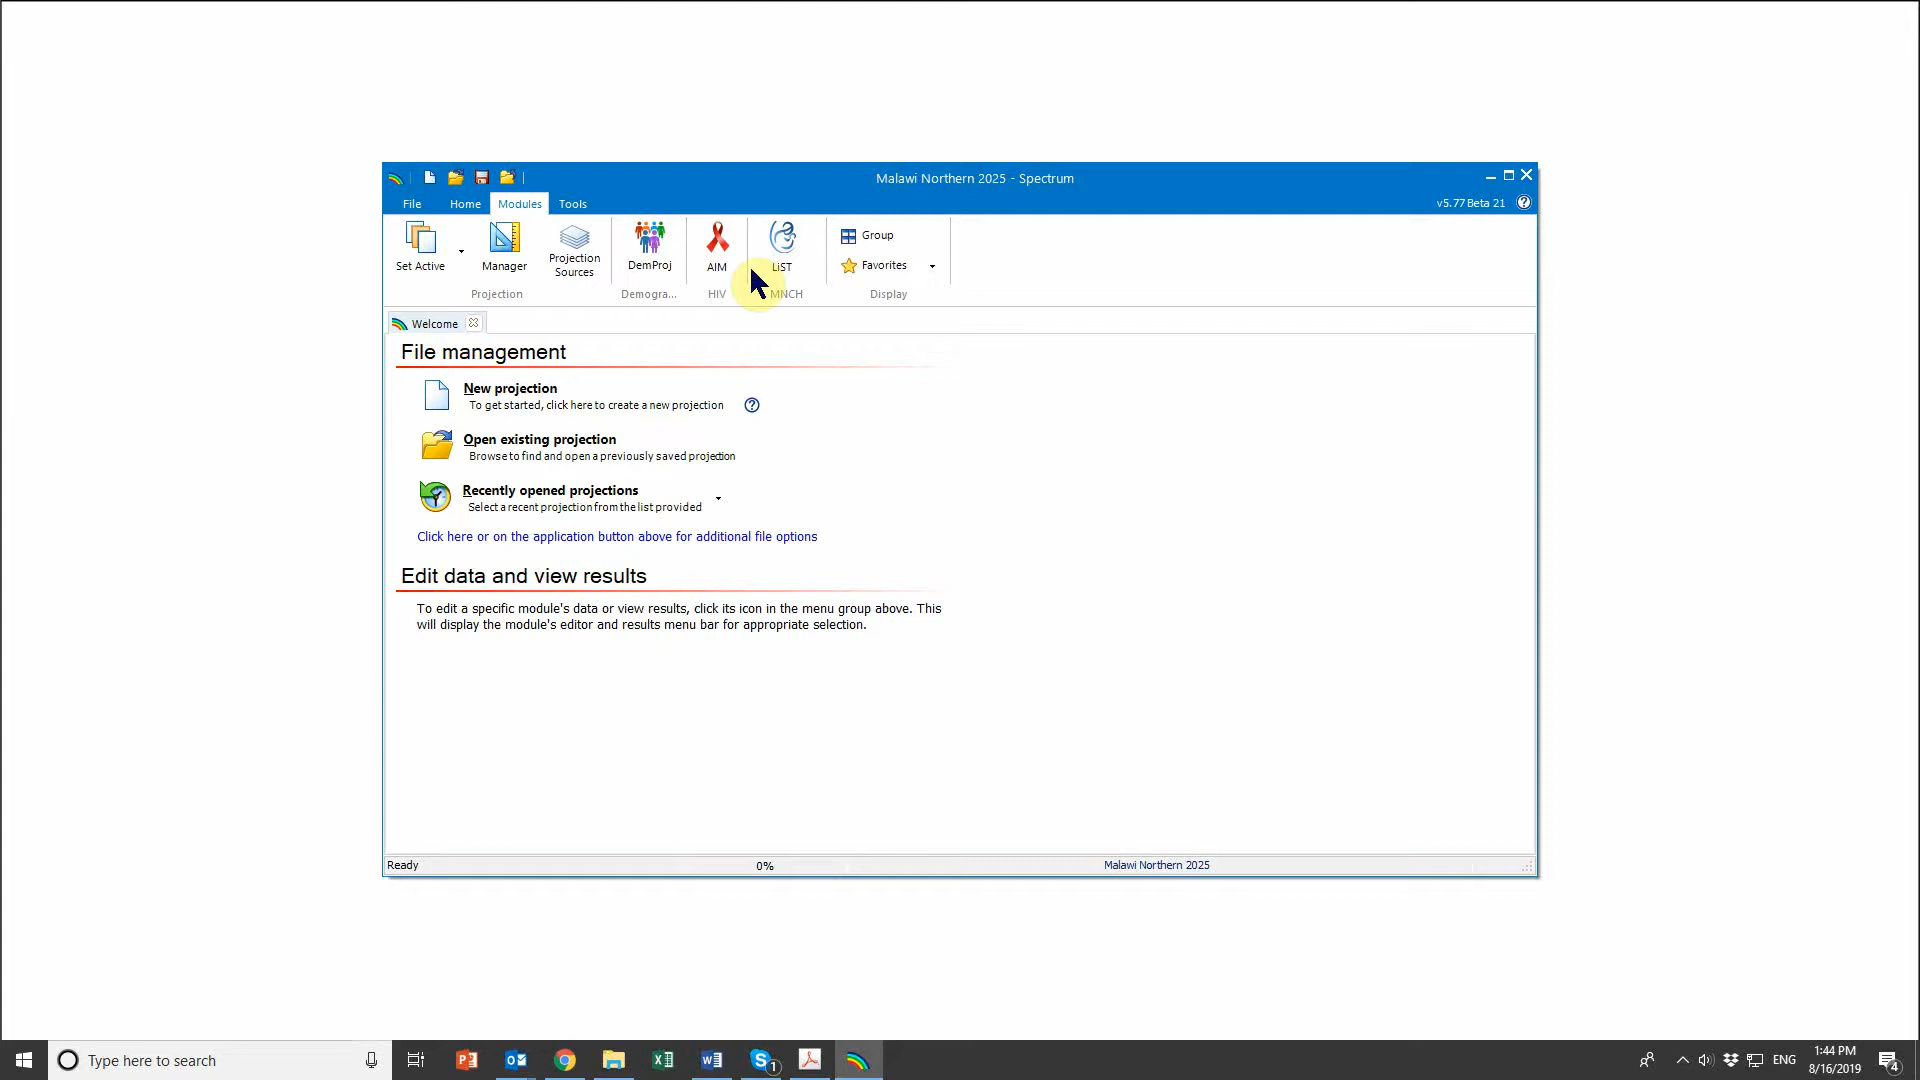 Malawi Northern 2025 - Spectrum
File Home Modules Tools
v5.77 Beta 21
Set Active
Manager
Projection Sources
DemProj
AIM
LiST
Group
Favorites
Projection
Demogra...
HIV
MNCH
Display
Welcome
File management
New projection
To get started, click here to create a new projection
Open existing projection
Browse to find and open a previously saved projection
Recently opened projections
Select a recent projection from the list provided
Click here or on the application button above for additional file options
Edit data and view results
To edit a specific module's data or view results, click its icon in the menu group above. This
will display the module's editor and results menu bar for appropriate selection.
Ready
0%
Malawi Northern 2025
Type here to search
1
ENG
1:44 PM
8/16/2019
4